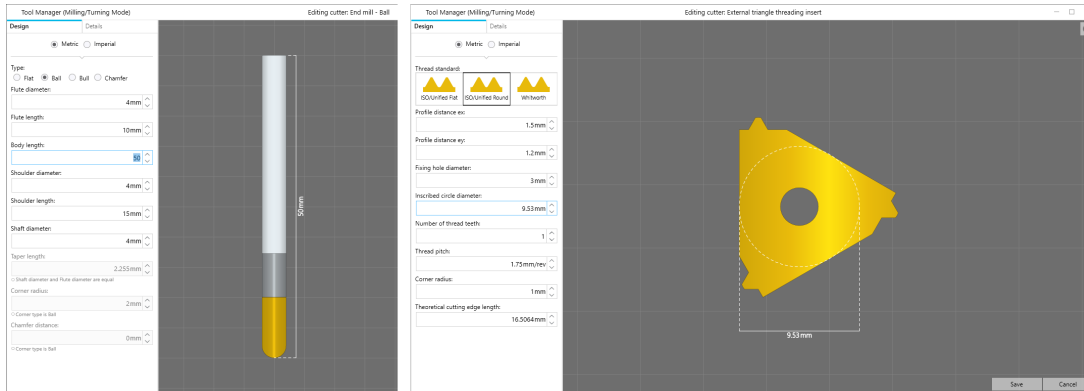 Tool Manager (Milling/Turning Mode)
Editing cutter: End mill - Ball
Design
Details
Metric
Imperial
Type:
Flat
Ball
Bull
Chamfer
Flute diameter:
4mm
Flute length:
10mm
Body length:
50
Shoulder diameter:
4mm
Shoulder length:
15mm
Shaft diameter:
4mm
Taper length:
2.255mm
Shaft diameter and Flute diameter are equal
Corner radius:
2mm
Corner type is Ball
Chamfer distance:
0mm
Corner type is Ball
50mm
Tool Manager (Milling/Turning Mode)
Editing cutter: External triangle threading insert
Design
Details
Metric
Imperial
Thread standard:
ISO/Unified Flat
ISO/Unified Round
Whitworth
Profile distance ex:
1.5mm
Profile distance ey:
1.2mm
Fixing hole diameter:
3mm
Inscribed circle diameter:
9.53mm
Number of thread teeth:
1
Thread pitch:
1.75mm/rev
Corner radius:
1mm
Theoretical cutting edge length:
16.5064mm
9.53mm
Save
Cancel